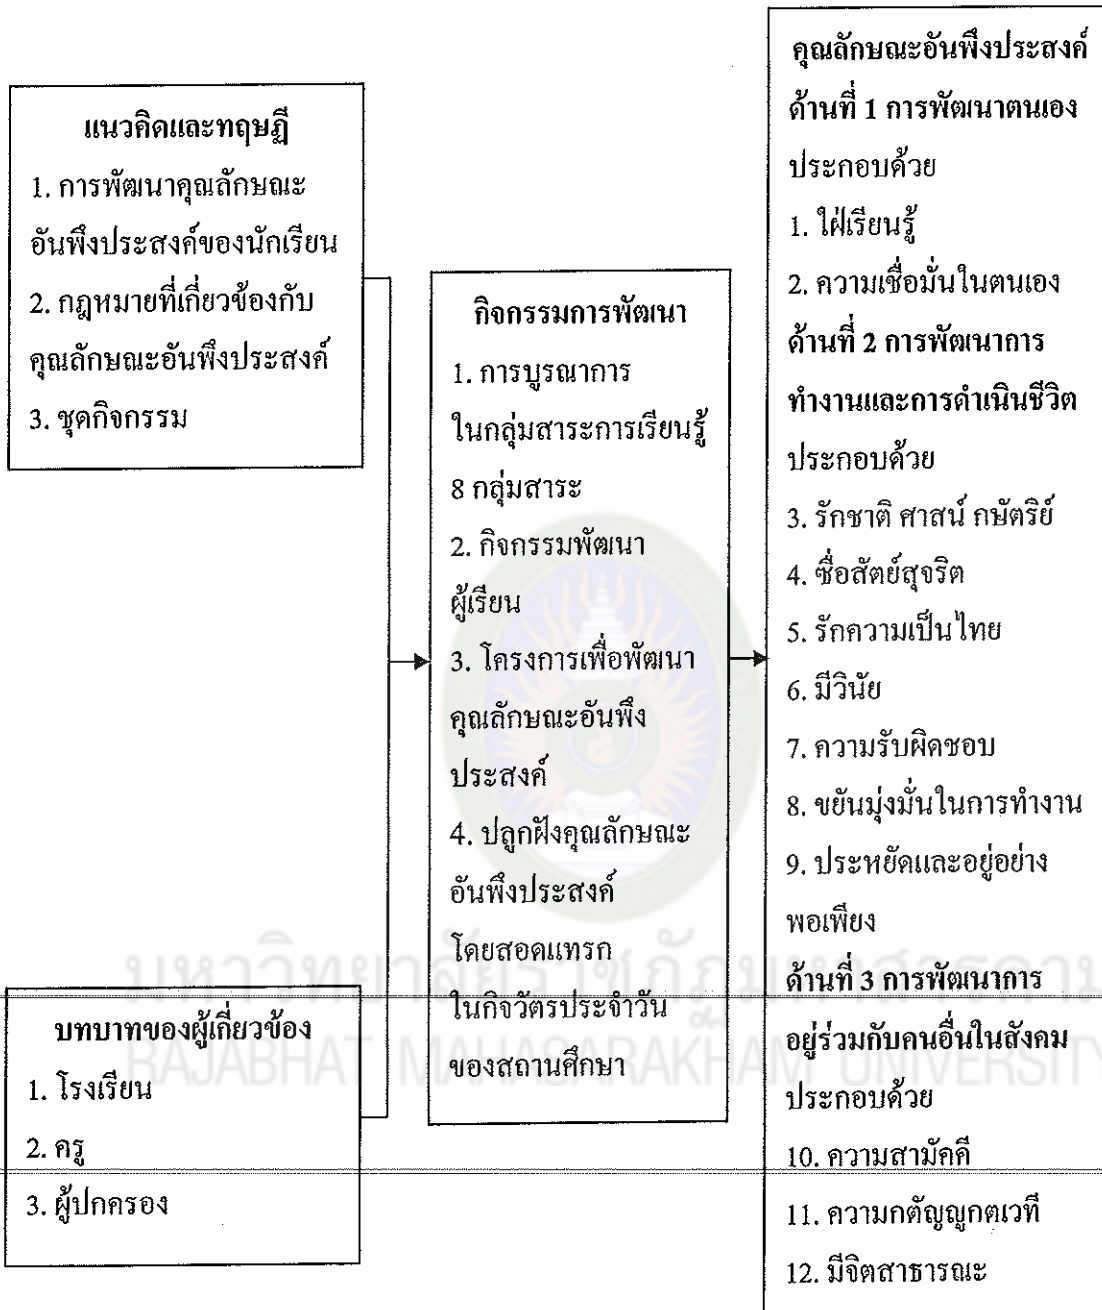 แนวคิดและทฤษฎี
1. การพัฒนาคุณลักษณะ
อันพึงประสงค์ของนักเรียน
2. กฎหมายที่เกี่ยวข้องกับ
คุณลักษณะอันพึงประสงค์
3. ชุดกิจกรรม
บทบาทของผู้เกี่ยวข้อง
1. โรงเรียน
2. ครู
3. ผู้ปกครอง
กิจกรรมการพัฒนา
1. การบูรณาการ
ในกลุ่มสาระการเรียนรู้
8 กลุ่มสาระ
2. กิจกรรมพัฒนา
ผู้เรียน
3. โครงการเพื่อพัฒนา
คุณลักษณะอันพึง
ประสงค์
4. ปลูกฝังคุณลักษณะ
อันพึงประสงค์
โดยสอดแทรก
ในกิจวัตรประจำวัน
ของสถานศึกษา
คุณลักษณะอันพึงประสงค์
ด้านที่ 1 การพัฒนาตนเอง
ประกอบด้วย
1. ใฝ่เรียนรู้
2. ความเชื่อมั่นในตนเอง
ด้านที่ 2 การพัฒนาการ
ทำงานและการดำเนินชีวิต
ประกอบด้วย
3. รักชาติ ศาสน์ กษัตริย์
4. ซื่อสัตย์สุจริต
5. รักความเป็นไทย
6. มีวินัย
7. ความรับผิดชอบ
8. ขยันมุ่งมั่นในการทำงาน
9. ประหยัดและอยู่อย่าง
พอเพียง
ด้านที่ 3 การพัฒนาการ
อยู่ร่วมกับคนอื่นในสังคม
ประกอบด้วย
10. ความสามัคคี
11. ความกตัญญูกตเวที
12. มีจิตสาธารณะ
มหาวิทยาลัยราชภัฏมหาสารคาม
RAJABHAT MAHASARAKHAM UNIVERSITY